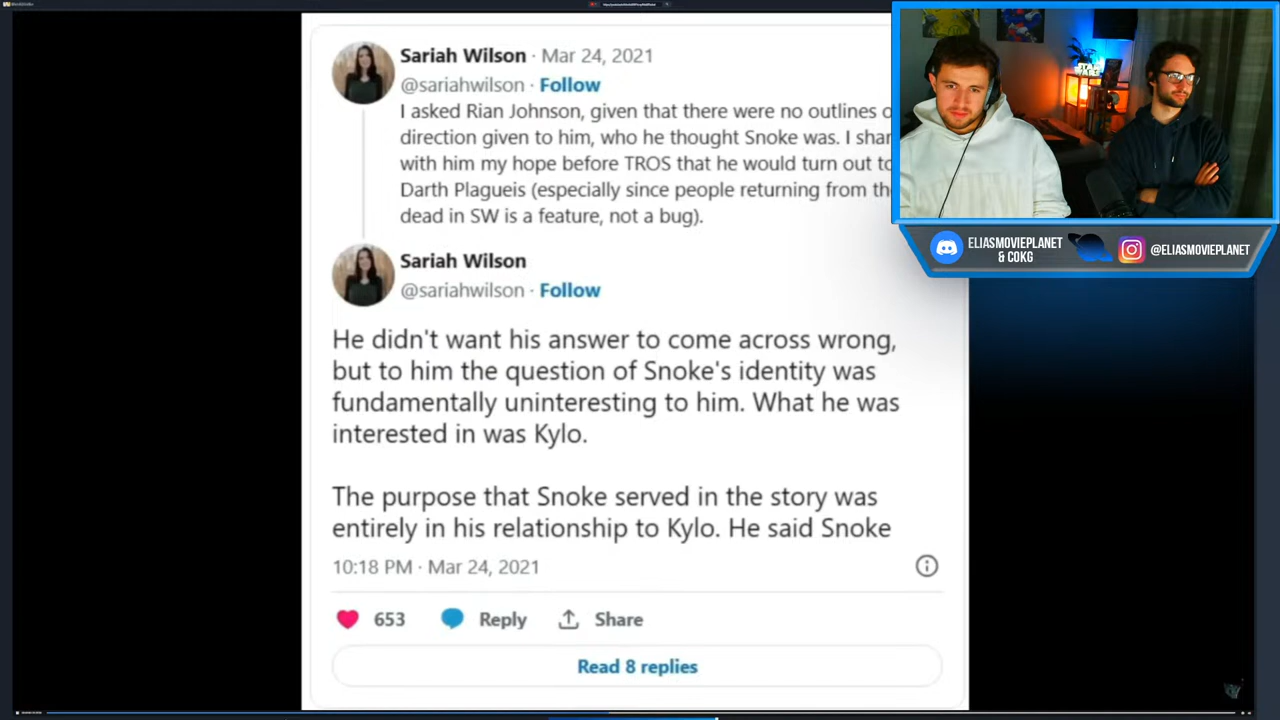 Sariah Wilson · Mar 24, 2021
@sariahwilson · Follow
I asked Rian Johnson, given that there were no outlines o
direction given to him, who he thought Snoke was. I shar
with him my hope before TROS that he would turn out to
Darth Plagueis (especially since people returning from the
dead in SW is a feature, not a bug).
Sariah Wilson
@sariahwilson · Follow
He didn't want his answer to come across wrong,
but to him the question of Snoke's identity was
fundamentally uninteresting to him. What he was
interested in was Kylo.
The purpose that Snoke served in the story was
entirely in his relationship to Kylo. He said Snoke
10:18 PM · Mar 24, 2021
653 Reply Share
Read 8 replies
STAR
WARS
ELIASMOVIEPLANET
& COKG
@ELIASMOVIEPLANET